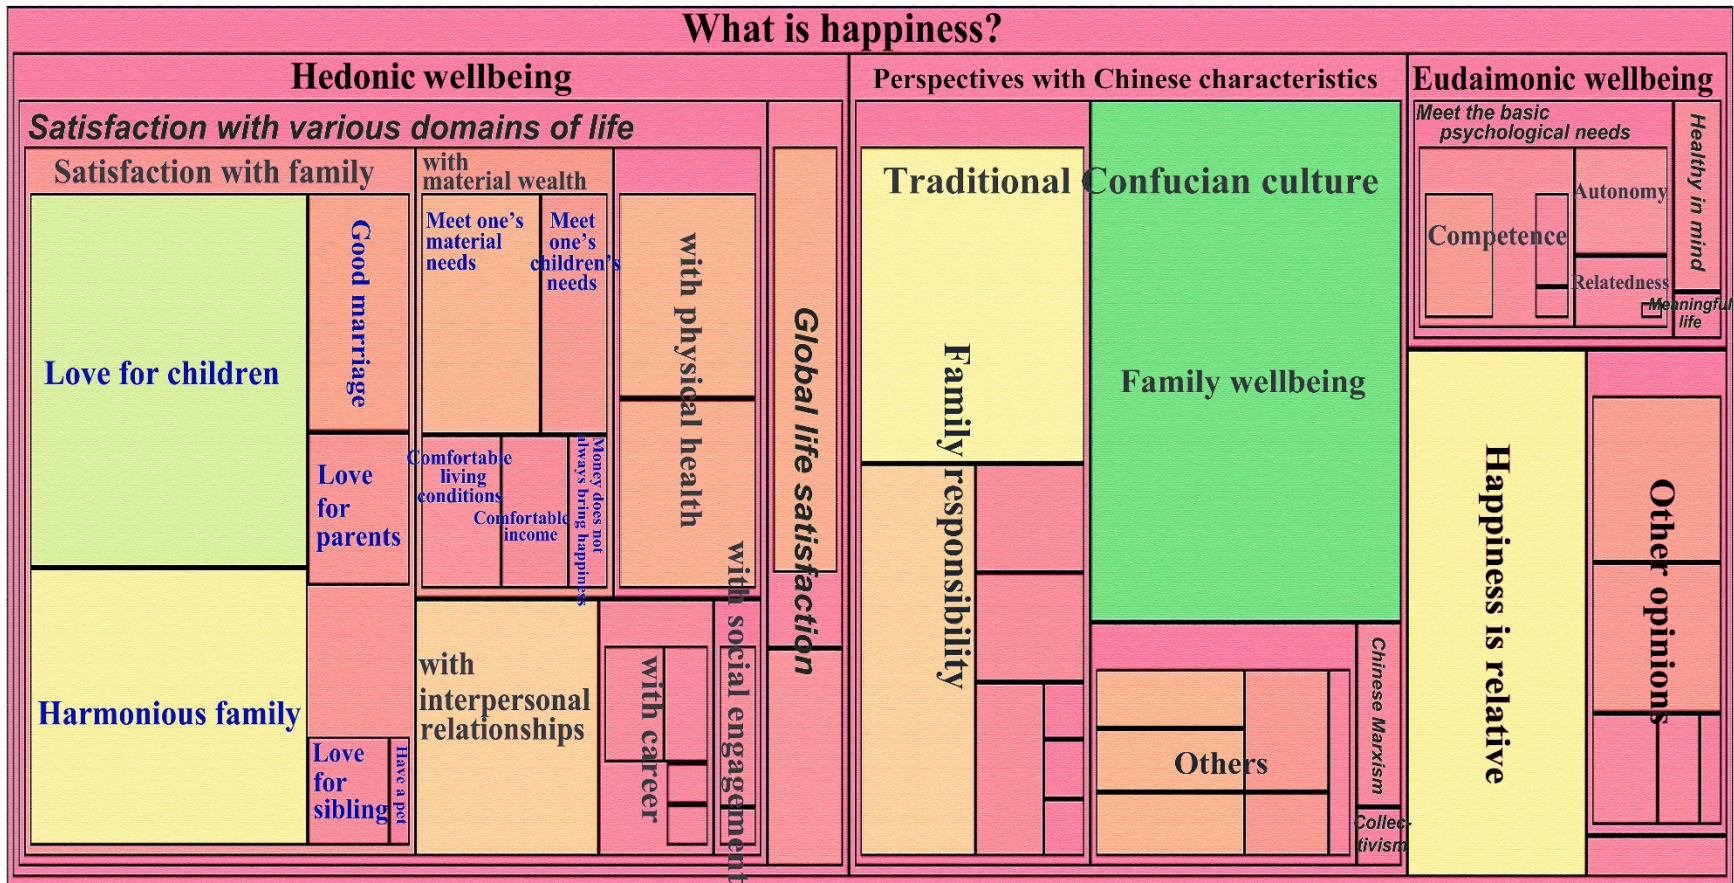 What is happiness?
Hedonic wellbeing
Satisfaction with various domains of life
Satisfaction with family
Love for children
Good marriage
Love
for
parents
Harmonious family
Love
for
sibling
Have a pet
with
material wealth
Meet one's
material
needs
Meet
one's
children's
needs
Comfortable
living
conditions
Comfortable
income
Money does not
always bring happiness
with physical health
with
interpersonal
relationships
with career
with social engagement
Global life satisfaction
Perspectives with Chinese characteristics
Traditional Confucian culture
Family responsibility
Family wellbeing
Others
Chinese Marxism
Collec-
tivism
Eudaimonic wellbeing
Meet the basic
psychological needs
Competence
Autonomy
Relatedness
Healthy in mind
Meaningful
life
Happiness is relative
Other opinions